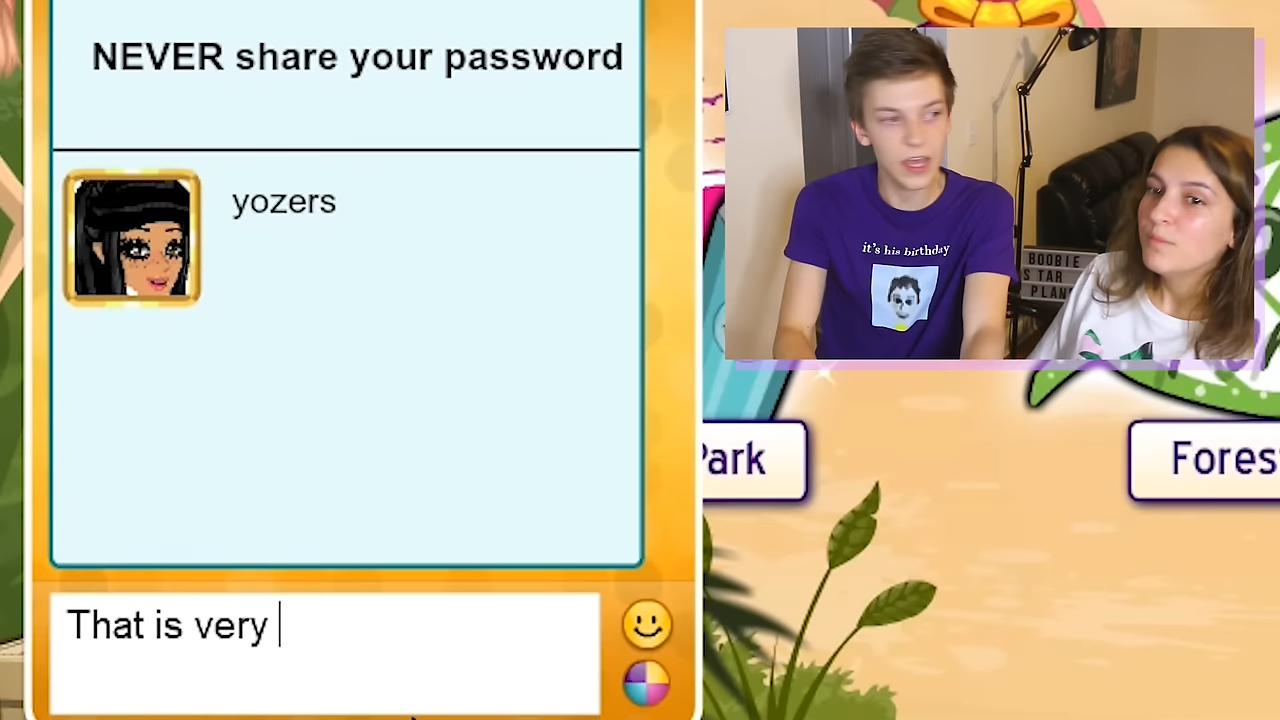 NEVER share your password
yozers
That is very
it's his birthday
BOOBIE
S TAR
PLAN
Park
Fores